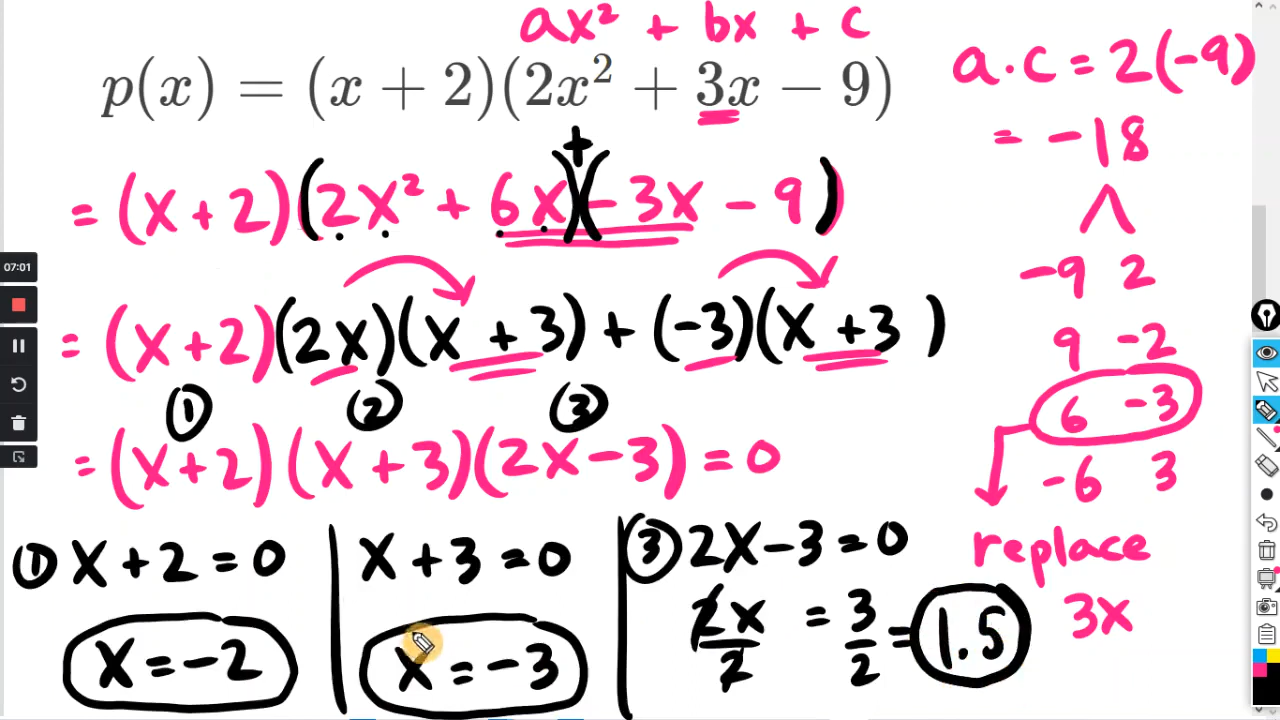 ax² + bx + c
p(x) = (x + 2)(2x² + 3x − 9)
= (x+2)((2x² + 6x)+(−3x − 9))
= (x+2)(2x)(x + 3) + (−3)(x +3)
① ② ③
= (x+2)(x+3)(2x−3) = 0
① x+2=0
x=−2
x+3=0
x=−3
③ 2x−3=0
2x/2 = 3/2 = 1.5
a·c = 2(−9)
= −18
−9 2
9 −2
6 −3
−6 3
replace
3x
07:01